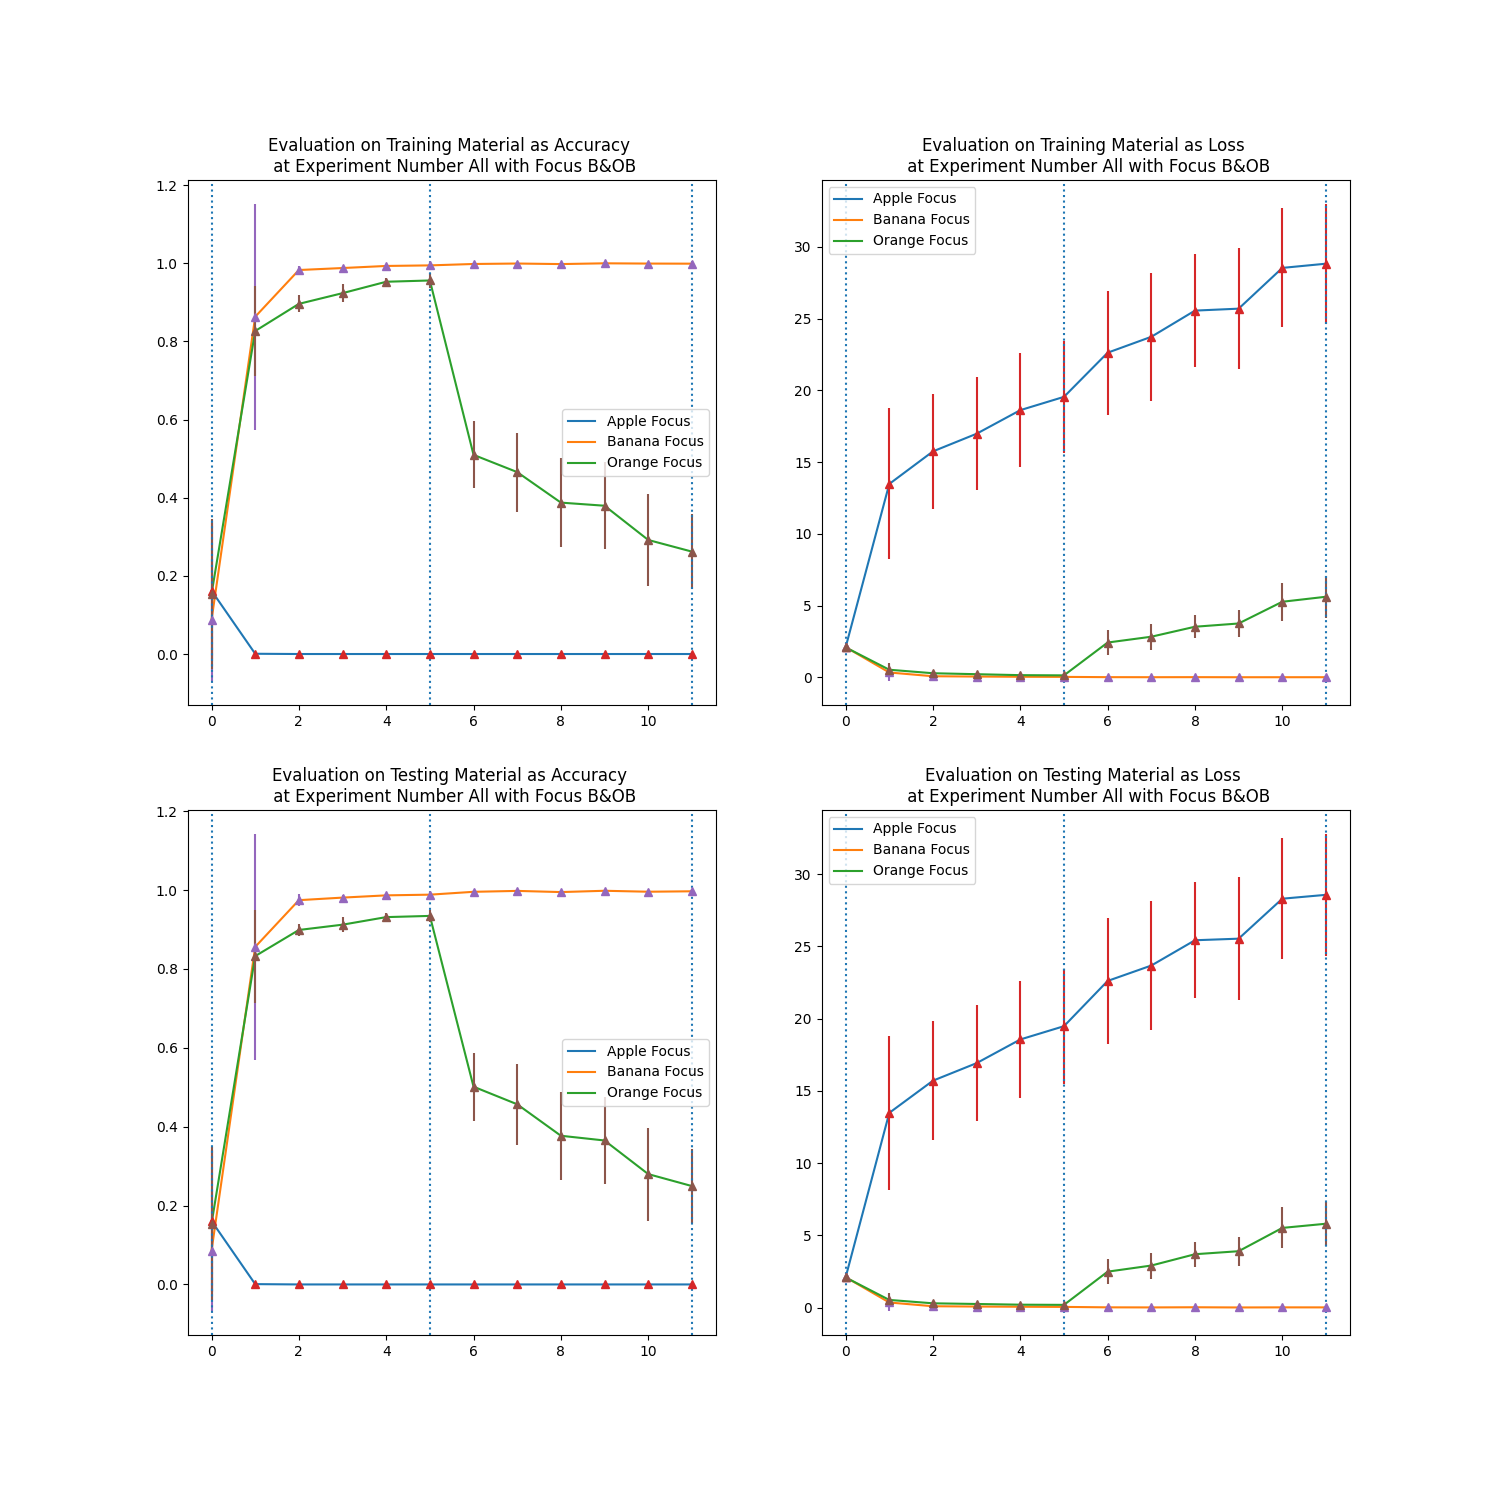 Evaluation on Training Material as Accuracy
at Experiment Number All with Focus B&OB
1.2
1.0
0.8
0.6
0.4
0.2
0.0
Apple Focus
Banana Focus
Orange Focus
0 2 4 6 8 10
Evaluation on Training Material as Loss
at Experiment Number All with Focus B&OB
Apple Focus
Banana Focus
Orange Focus
30
25
20
15
10
5
0
0 2 4 6 8 10
Evaluation on Testing Material as Accuracy
at Experiment Number All with Focus B&OB
1.2
1.0
0.8
0.6
0.4
0.2
0.0
Apple Focus
Banana Focus
Orange Focus
0 2 4 6 8 10
Evaluation on Testing Material as Loss
at Experiment Number All with Focus B&OB
Apple Focus
Banana Focus
Orange Focus
30
25
20
15
10
5
0
0 2 4 6 8 10